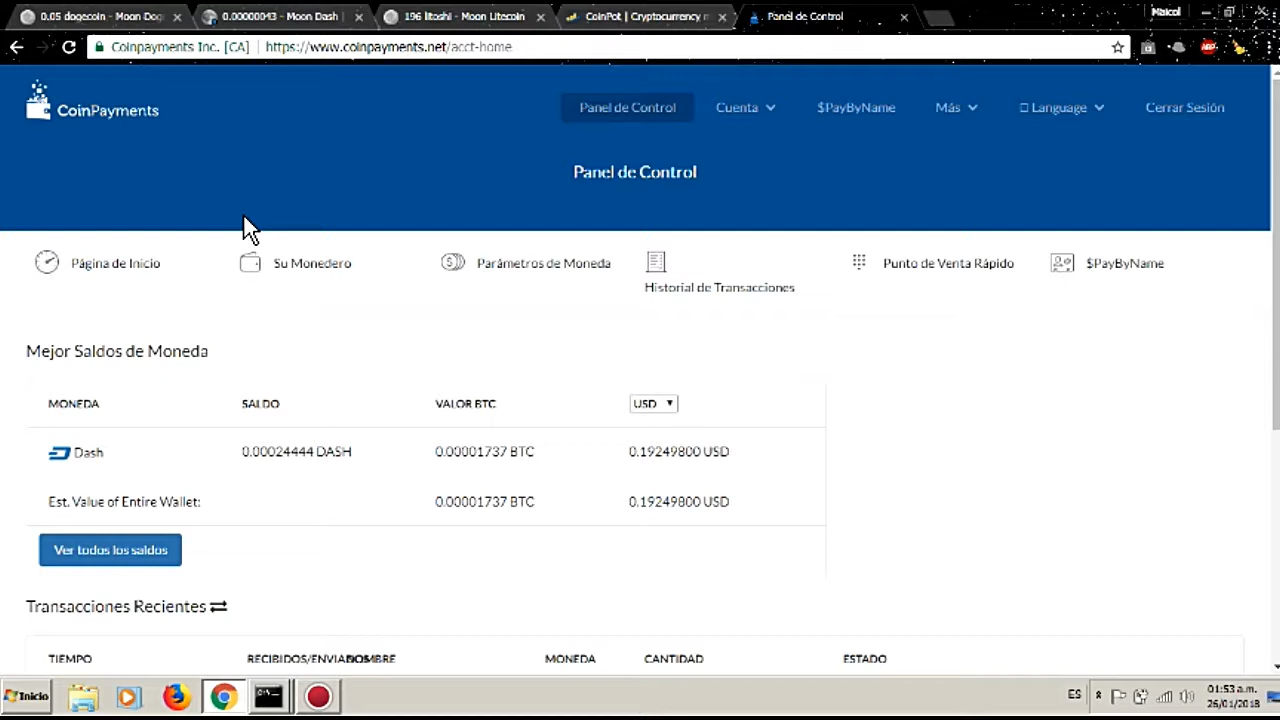 0.05 dogecoin - Moon Dog
0.00000043 - Moon Dash
196 litoshi - Moon Litecoin
CoinPot | Cryptocurrency m
Panel de Control
Maicol
Coinpayments Inc. [CA] | https://www.coinpayments.net/acct-home
CoinPayments
Panel de Control
Cuenta
$PayByName
Más
Language
Cerrar Sesión
Panel de Control
Página de Inicio
Su Monedero
Parámetros de Moneda
Historial de Transacciones
Punto de Venta Rápido
$PayByName
Mejor Saldos de Moneda
MONEDA SALDO VALOR BTC USD
Dash 0.00024444 DASH 0.00001737 BTC 0.19249800 USD
Est. Value of Entire Wallet: 0.00001737 BTC 0.19249800 USD
Ver todos los saldos
Transacciones Recientes
TIEMPO RECIBIDOS/ENVIADOS NOMBRE MONEDA CANTIDAD ESTADO
Inicio
ES
01:53 a.m.
26/01/2018